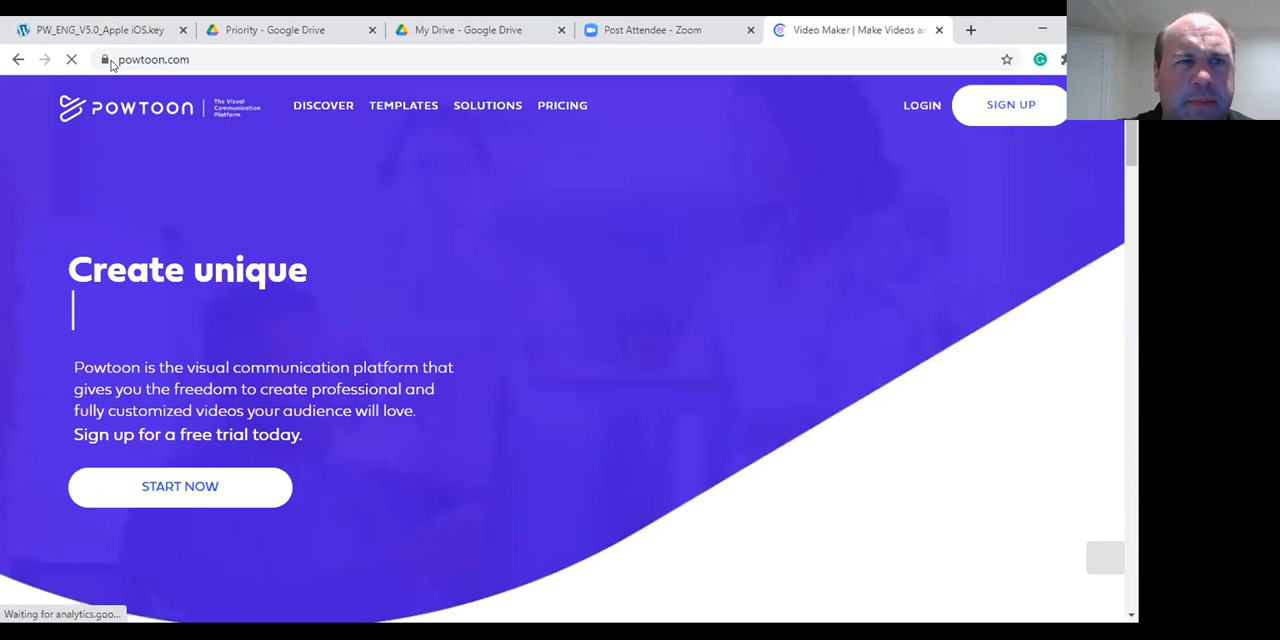 PW_ENG_V5.0_Apple iOS.key
Priority - Google Drive
My Drive - Google Drive
Post Attendee - Zoom
Video Maker | Make Videos a
powtoon.com
POWTOON
The Visual
Communication
Platform
DISCOVER
TEMPLATES
SOLUTIONS
PRICING
LOGIN
SIGN UP
Create unique
Powtoon is the visual communication platform that
gives you the freedom to create professional and
fully customized videos your audience will love.
Sign up for a free trial today.
START NOW
Waiting for analytics.goo...